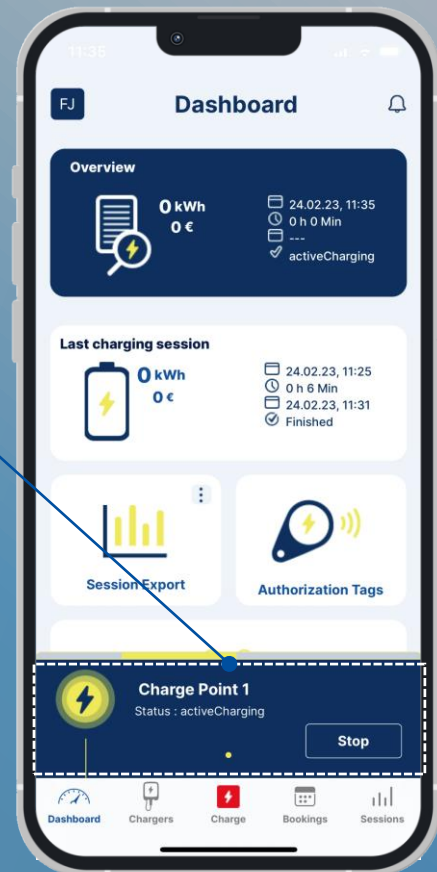 11:35
FJ
Dashboard
Overview
0 kWh
0 €
24.02.23, 11:35
0 h 0 Min
---
activeCharging
Last charging session
0 kWh
0 €
24.02.23, 11:25
0 h 6 Min
24.02.23, 11:31
Finished
Session Export
Authorization Tags
Charge Point 1
Status : activeCharging
Stop
Dashboard
Chargers
Charge
Bookings
Sessions